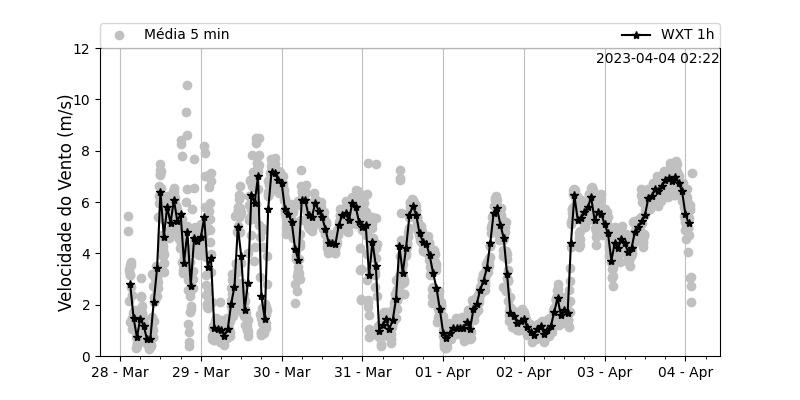 Média 5 min
WXT 1h
2023-04-04 02:22
Velocidade do Vento (m/s)
12
10
8
6
4
2
0
28 - Mar
29 - Mar
30 - Mar
31 - Mar
01 - Apr
02 - Apr
03 - Apr
04 - Apr